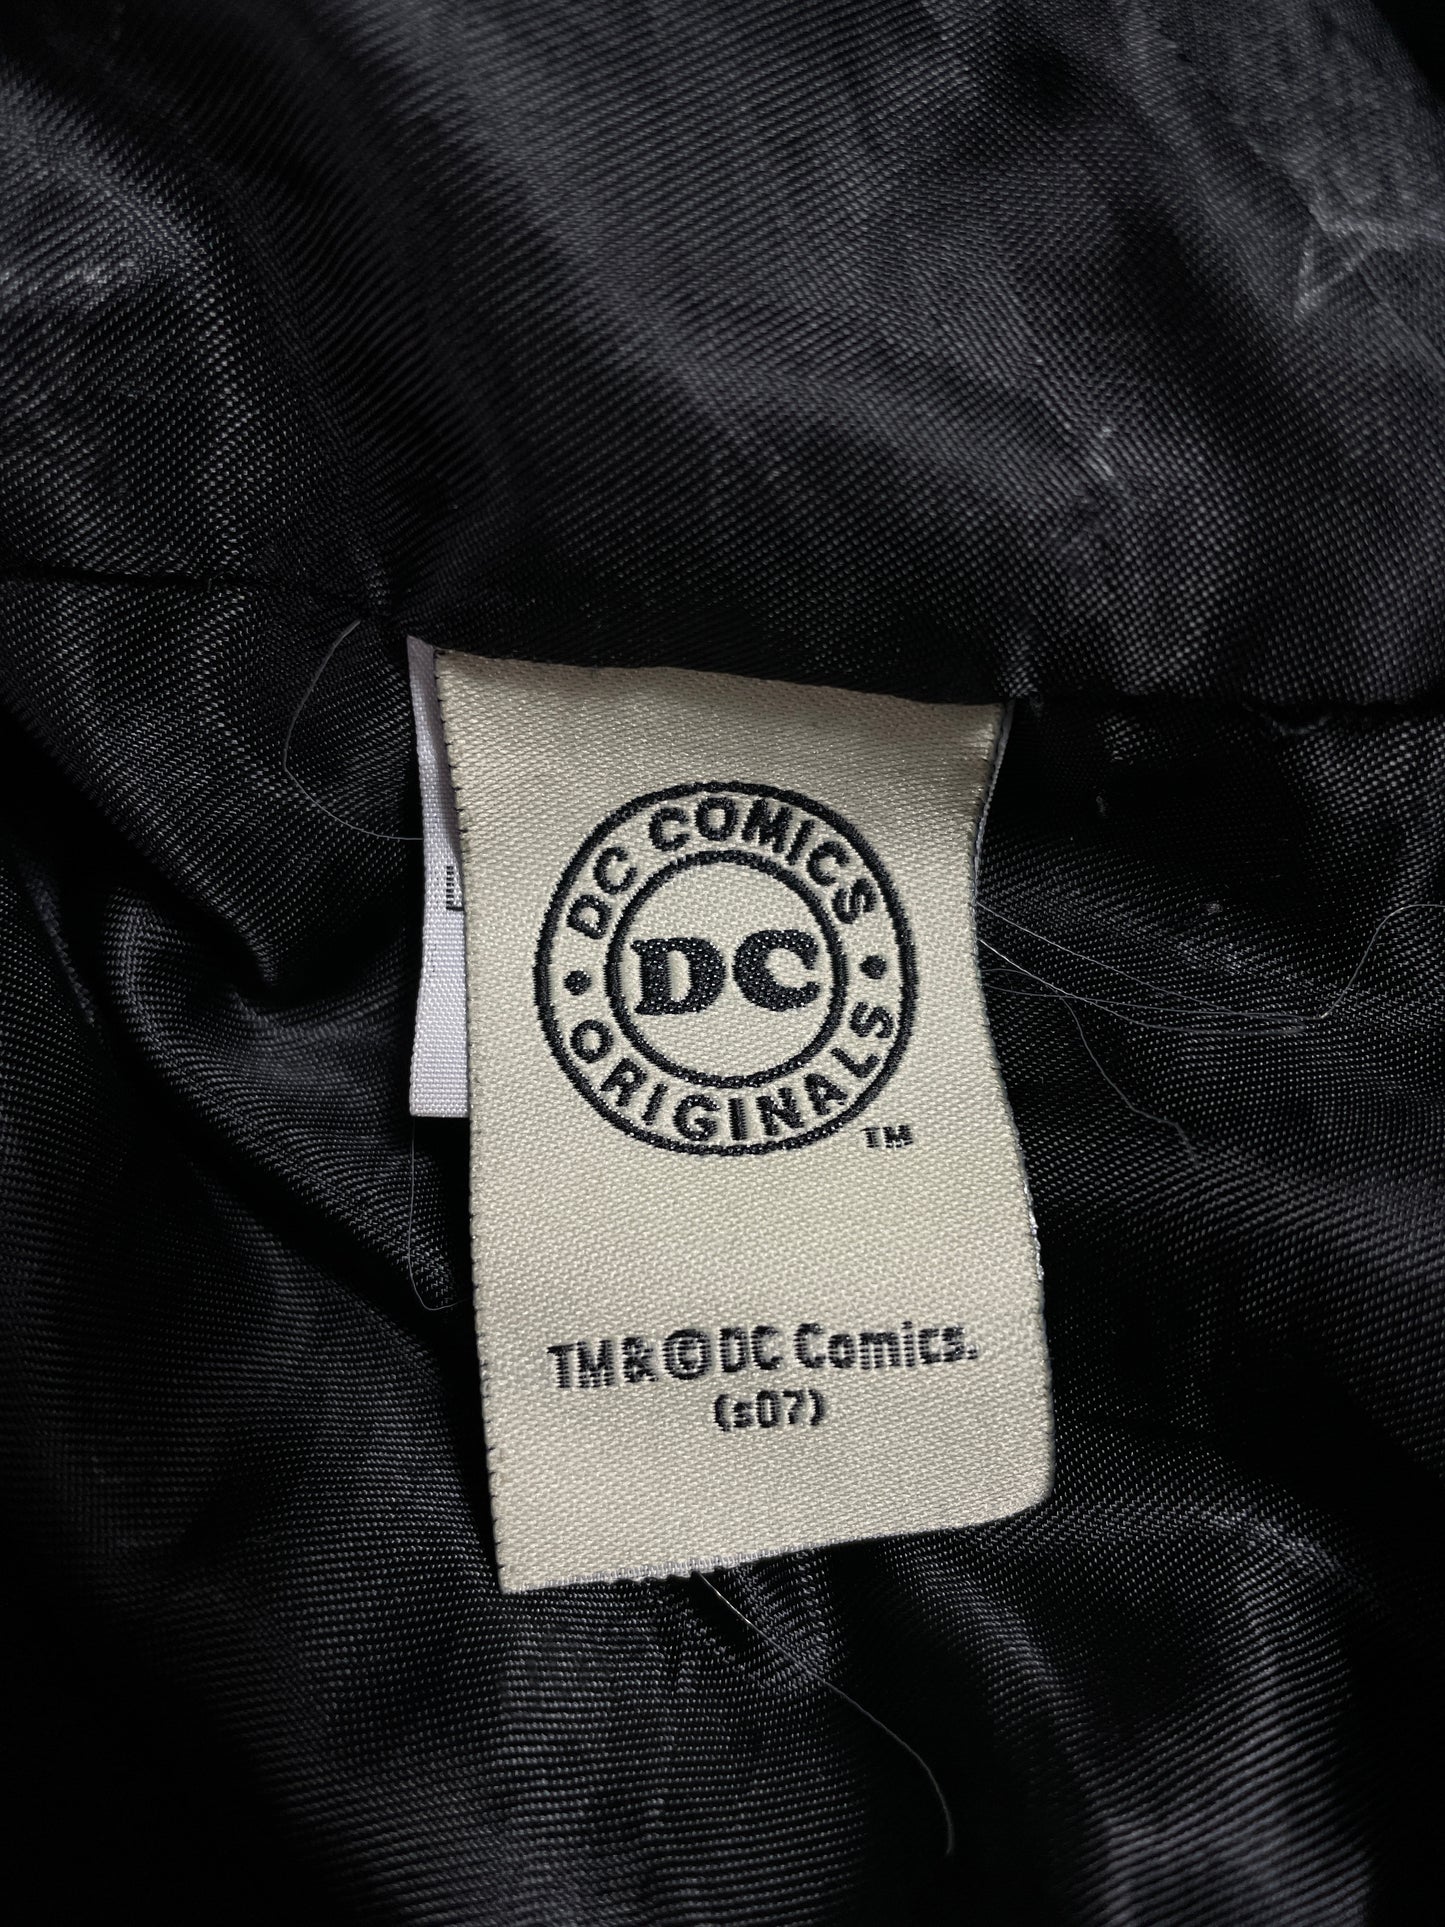 DC COMICS
DC
• ORIGINALS •
TM
TM & © DC Comics.
(s07)